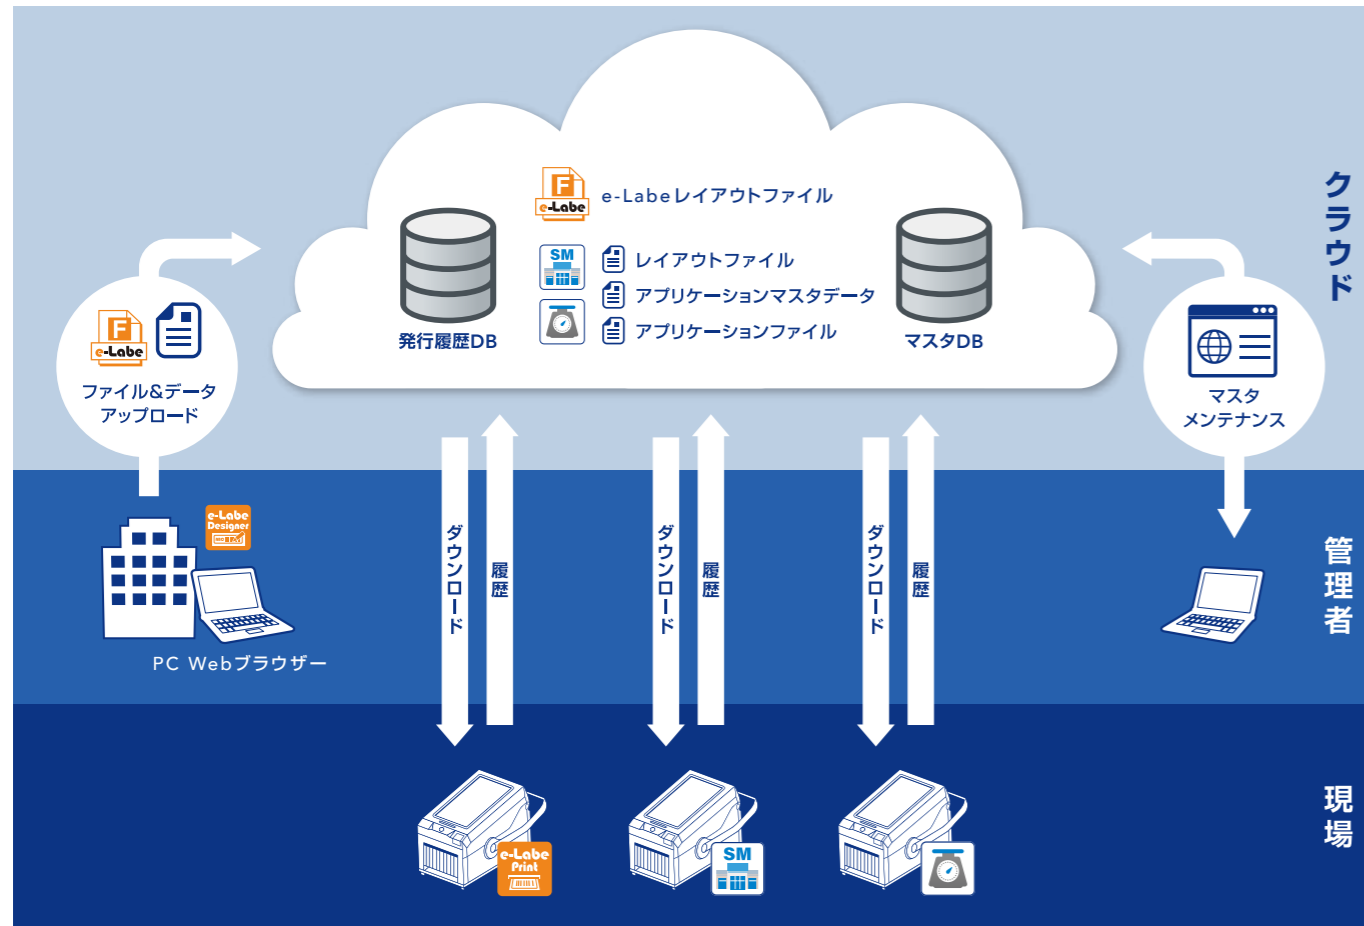 F
e-Labe
e-Labeレイアウトファイル
SM
レイアウトファイル
アプリケーションマスタデータ
アプリケーションファイル
発行履歴DB
マスタDB
クラウド
F
e-Labe
ファイル&データ
アップロード
マスタ
メンテナンス
e-Labe
Designer
PC Webブラウザー
ダウンロード
履歴
ダウンロード
履歴
ダウンロード
履歴
管理者
e-Labe
Print
SM
現場